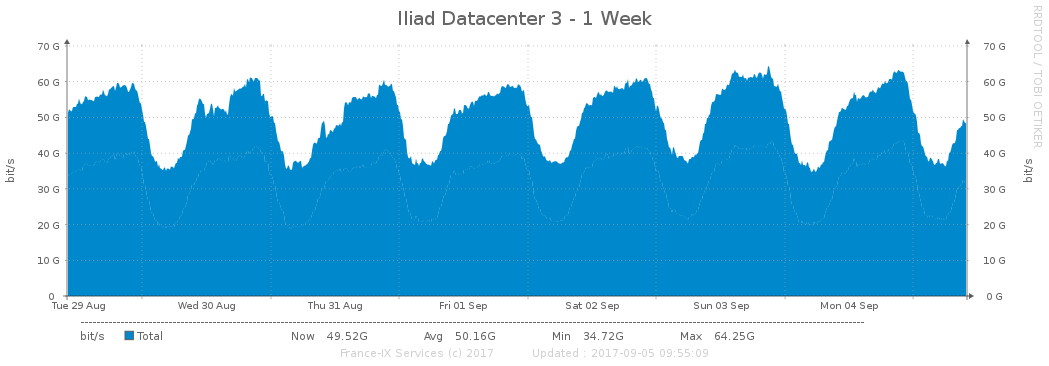 Iliad Datacenter 3 - 1 Week
RRDTOOL / TOBI OETIKER
70 G 70 G
60 G 60 G
50 G 50 G
40 G 40 G
30 G 30 G
20 G 20 G
10 G 10 G
0 0 G
bit/s bit/s
Tue 29 Aug Wed 30 Aug Thu 31 Aug Fri 01 Sep Sat 02 Sep Sun 03 Sep Mon 04 Sep
bit/s Total Now 49.52G Avg 50.16G Min 34.72G Max 64.25G
France-IX Services (c) 2017 Updated : 2017-09-05 09:55:09